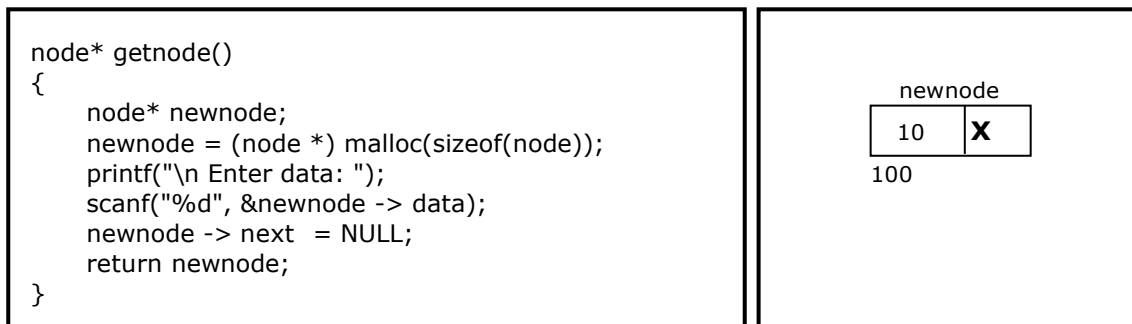 node* getnode()
{
node* newnode;
newnode = (node *) malloc(sizeof(node));
printf("\n Enter data: ");
scanf("%d", &newnode -> data);
newnode -> next  = NULL;
return newnode;
}
newnode
10 X
100